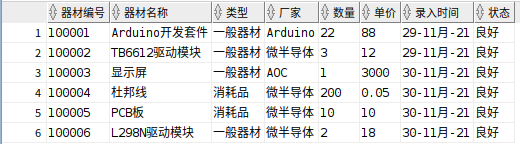 器材编号 器材名称 类型 厂家 数量 单价 录入时间 状态
1 100001 Arduino开发套件 一般器材 Arduino 22 88 29-11月-21 良好
2 100002 TB6612驱动模块 一般器材 微半导体 3 12 29-11月-21 良好
3 100003 显示屏 一般器材 AOC 1 3000 30-11月-21 良好
4 100004 杜邦线 消耗品 微半导体 200 0.05 30-11月-21 良好
5 100005 PCB板 消耗品 微半导体 10 10 30-11月-21 良好
6 100006 L298N驱动模块 一般器材 微半导体 2 18 30-11月-21 良好